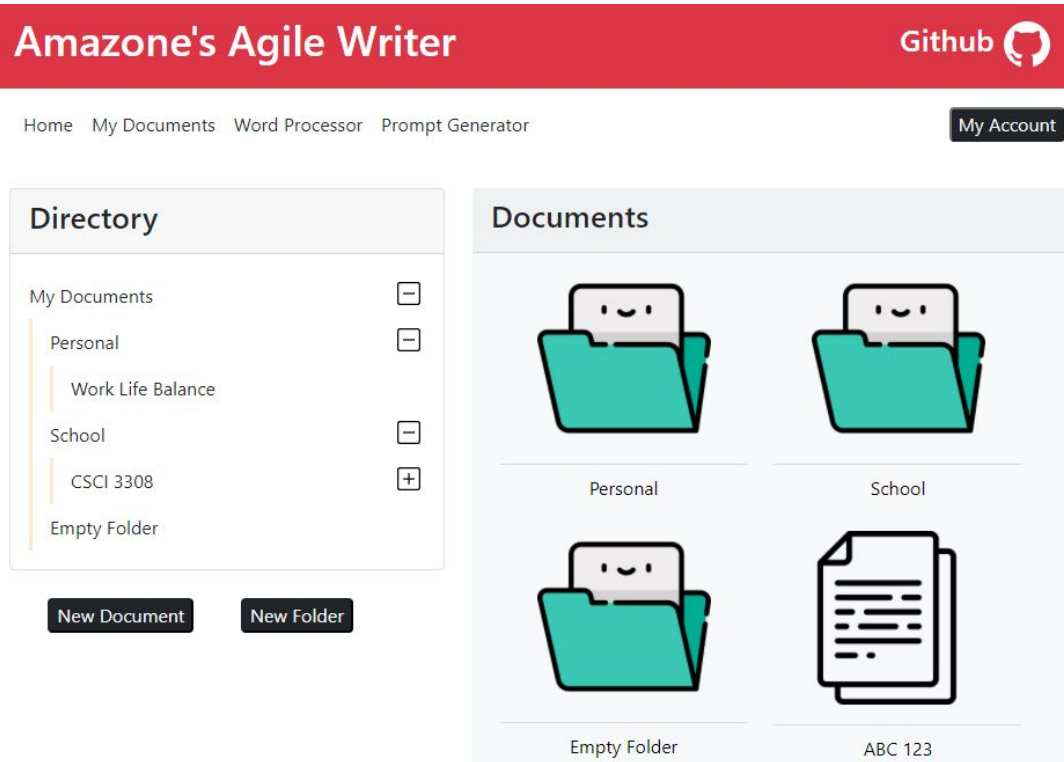 Amazone's Agile Writer
Github
Home My Documents Word Processor Prompt Generator
My Account
Directory
My Documents
Personal
Work Life Balance
School
CSCI 3308
Empty Folder
New Document New Folder
Documents
Personal School
Empty Folder ABC 123